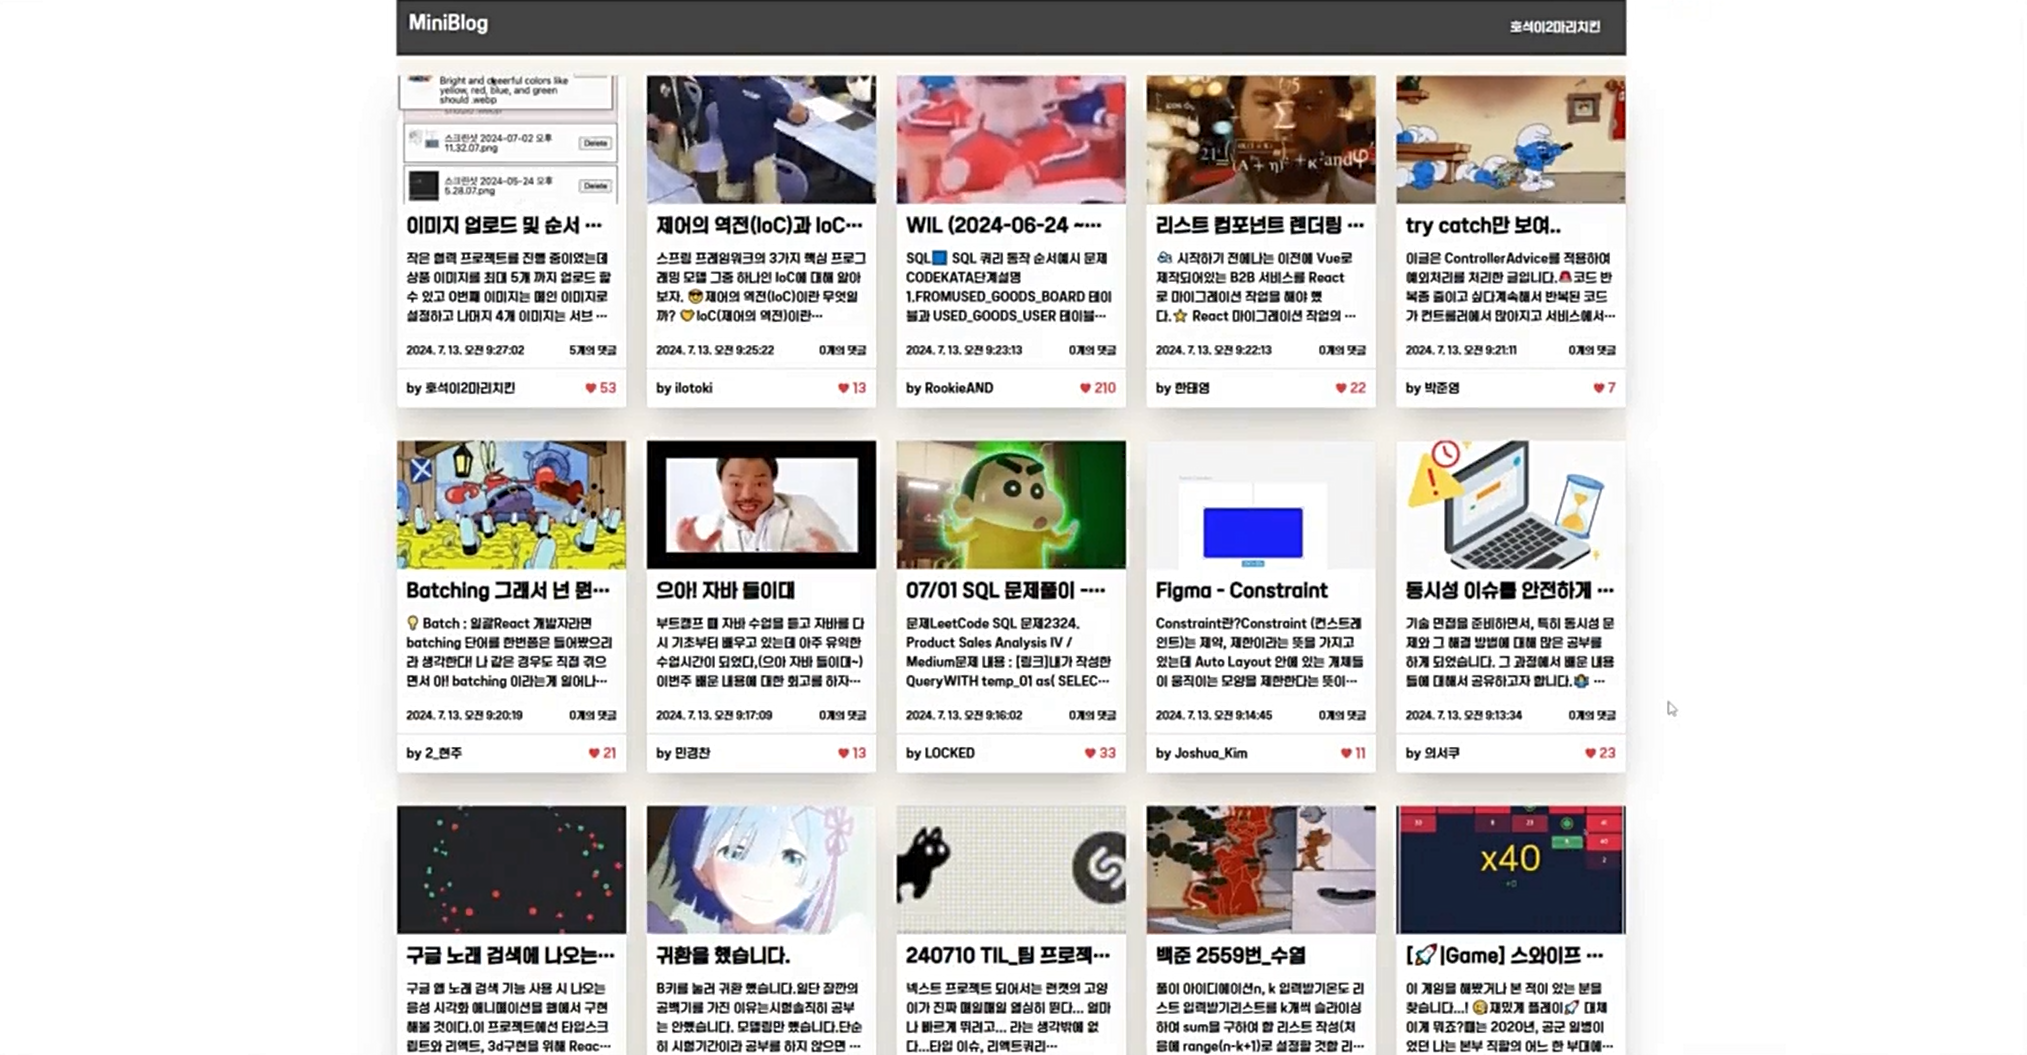 MiniBlog
호석이2마리치킨
Bright and cheerful colors like
yellow, red, blue, and green
should .webp
스크린샷 2024-07-02 오후
11.32.07.png
Delete
스크린샷 2024-05-24 오후
5.28.07.png
Delete
이미지 업로드 및 순서 ⋯
작은 협력 프로젝트를 진행 중이였는데
상품 이미지를 최대 5개 까지 업로드 할
수 있고 0번째 이미지는 메인 이미지로
설정하고 나머지 4개 이미지는 서브 ⋯
2024. 7. 13. 오전 9:27:02
5개의 댓글
by 호석이2마리치킨
♥ 53
제어의 역전(IoC)과 IoC⋯
스프링 프레임워크의 3가지 핵심 프로그
래밍 모델 그중 하나인 IoC에 대해 알아
보자. 😎제어의 역전(IoC)이란 무엇일
까? 🤝IoC(제어의 역전)이란⋯
2024. 7. 13. 오전 9:25:22
0개의 댓글
by ilotoki
♥ 13
WIL (2024-06-24 ~⋯
SQL🟦 SQL 쿼리 동작 순서예시 문제
CODEKATA단계설명
1.FROMUSED_GOODS_BOARD 테이
블과 USED_GOODS_USER 테이블⋯
2024. 7. 13. 오전 9:23:13
0개의 댓글
by RookieAND
♥ 210
리스트 컴포넌트 렌더링 ⋯
시작하기 전에나는 이전에 Vue로
제작되어있는 B2B 서비스를 React
로 마이그레이션 작업을 해야 했
다.⭐ React 마이그레이션 작업의 ⋯
2024. 7. 13. 오전 9:22:13
0개의 댓글
by 한태영
♥ 22
try catch만 보여..
이글은 ControllerAdvice를 적용하여
예외처리를 처리한 글입니다.🚨코드 반
복좀 줄이고 싶다계속해서 반복된 코드
가 컨트롤러에서 많아지고 서비스에서⋯
2024. 7. 13. 오전 9:21:11
0개의 댓글
by 박준영
♥ 7
Batching 그래서 넌 뭔⋯
💡 Batch : 일괄React 개발자라면
batching 단어를 한번쯤은 들어봤으리
라 생각한다! 나 같은 경우도 직접 겪으
면서 아! batching 이라는게 일어나⋯
2024. 7. 13. 오전 9:20:19
0개의 댓글
by 2_현주
♥ 21
으아! 자바 들이대
부트캠프 자바 수업을 듣고 자바를 다
시 기초부터 배우고 있는데 아주 유익한
수업시간이 되었다,(으아 자바 들이대~)
이번주 배운 내용에 대한 회고를 하자⋯
2024. 7. 13. 오전 9:17:09
0개의 댓글
by 민경찬
♥ 13
07/01 SQL 문제풀이 -⋯
문제LeetCode SQL 문제2324.
Product Sales Analysis IV /
Medium문제 내용 : [링크]내가 작성한
QueryWITH temp_01 as( SELEC⋯
2024. 7. 13. 오전 9:16:02
0개의 댓글
by LOCKED
♥ 33
Figma - Constraint
Constraint란?Constraint (컨스트레
인트)는 제약, 제한이라는 뜻을 가지고
있는데 Auto Layout 안에 있는 개체들
이 움직이는 모양을 제한한다는 뜻이⋯
2024. 7. 13. 오전 9:14:45
0개의 댓글
by Joshua_Kim
♥ 11
동시성 이슈를 안전하게 ⋯
기술 면접을 준비하면서, 특히 동시성 문
제와 그 해결 방법에 대해 많은 공부를
하게 되었습니다. 그 과정에서 배운 내용
들에 대해서 공유하고자 합니다. ⋯
2024. 7. 13. 오전 9:13:34
0개의 댓글
by 의서쿠
♥ 23
구글 노래 검색에 나오는⋯
구글 앱 노래 검색 기능 사용 시 나오는
음성 시각화 애니메이션을 웹에서 구현
해볼 것이다.이 프로젝트에선 타입스크
립트와 리액트, 3d구현을 위해 Reac⋯
귀환을 했습니다.
B키를 눌러 귀환 했습니다.일단 잠깐의
공백기를 가진 이유는시험솔직히 공부
는 안했습니다. 모델링만 했습니다.단순
히 시험기간이라 공부를 하지 않으면 ⋯
240710 TIL_팀 프로젝⋯
넥스트 프로젝트 되어서는 런캣의 고양
이가 진짜 매일매일 열심히 뛴다... 얼마
나 빠르게 뛰려고... 라는 생각밖에 없
다...타입 이슈, 리액트쿼리⋯
백준 2559번_수열
풀이 아이디에이션n, k 입력받기온도 리
스트 입력받기리스트를 k개씩 슬라이싱
하여 sum을 구하여 합 리스트 작성(처
음에 range(n-k+1)로 설정할 것합 리⋯
x40
[🚀|Game] 스와이프 ⋯
이 게임을 해봤거나 본 적이 있는 분을
찾습니다...! 재밌게 플레이🚀 대체
이게 뭐죠?때는 2020년, 공군 일병이
었던 나는 본부 직할의 어느 한 부대에⋯